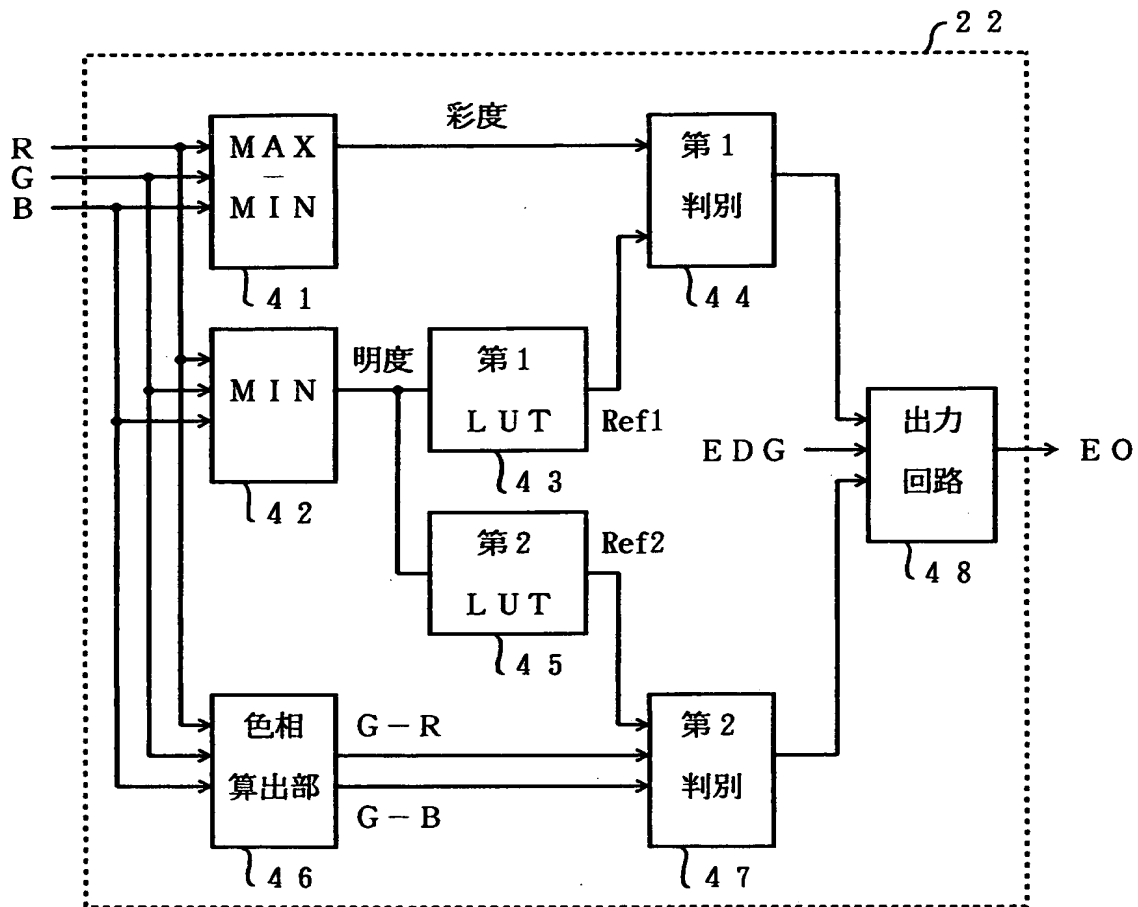 22
R
G
B
MAX
−
MIN
41
彩度
第1
判別
44
MIN
42
明度
第1
LUT
43
Ref1
第2
LUT
45
Ref2
EDG
出力
回路
48
EO
色相
算出部
46
G−R
G−B
第2
判別
47